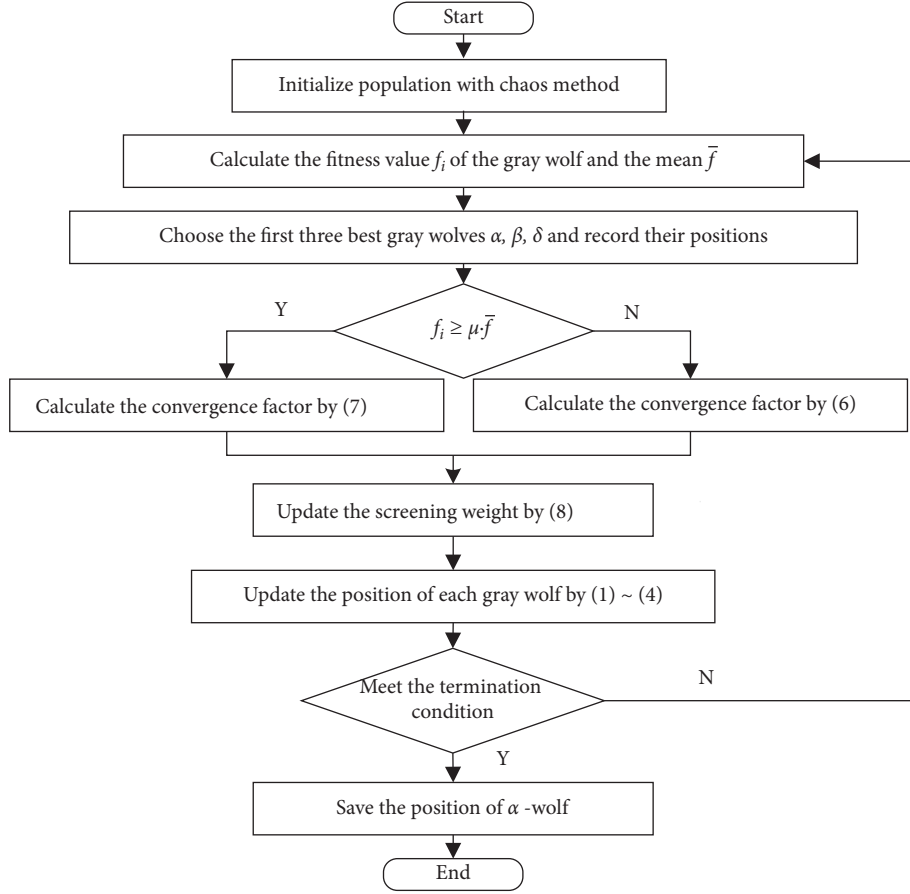 Start
Initialize population with chaos method
Calculate the fitness value fᵢ of the gray wolf and the mean f̅
Choose the first three best gray wolves α, β, δ and record their positions
Y
fᵢ ≥ μ·f̅
N
Calculate the convergence factor by (7)
Calculate the convergence factor by (6)
Update the screening weight by (8)
Update the position of each gray wolf by (1) ~ (4)
Meet the termination
condition
N
Y
Save the position of α -wolf
End